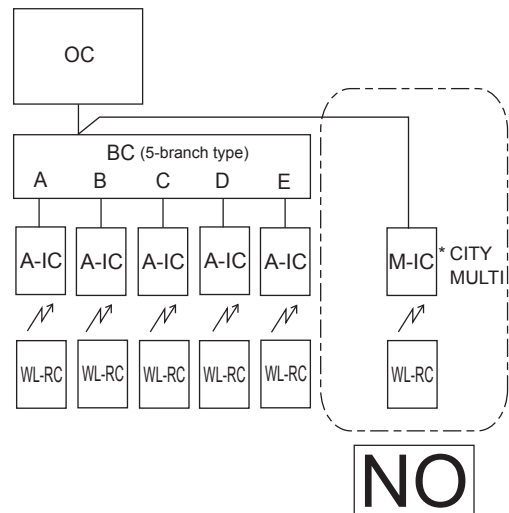 OC
BC (5-branch type)
A B C D E
A-IC A-IC A-IC A-IC A-IC M-IC * CITY
MULTI
WL-RC WL-RC WL-RC WL-RC WL-RC WL-RC
NO